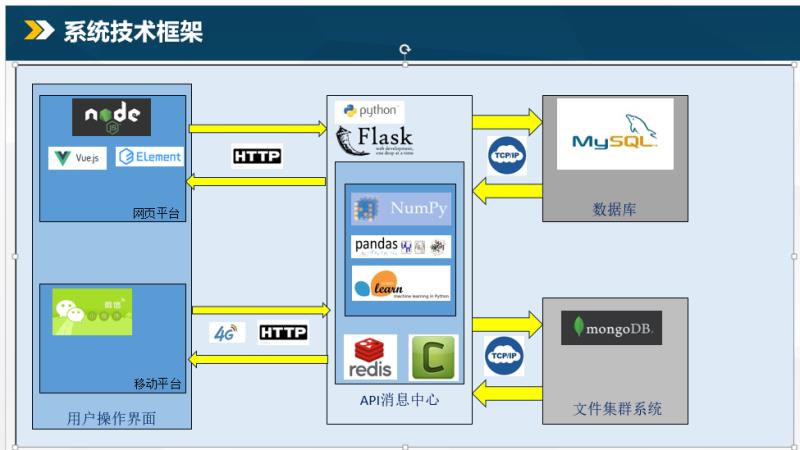 系统技术框架
node
JS
Vue.js
ELement
网页平台
移动平台
用户操作界面
HTTP
4G
HTTP
python
Flask
web development,
one drop at a time
NumPy
pandas
learn
machine learning in Python
redis
C
API消息中心
TCP/IP
TCP/IP
MySQL
数据库
mongoDB
文件集群系统